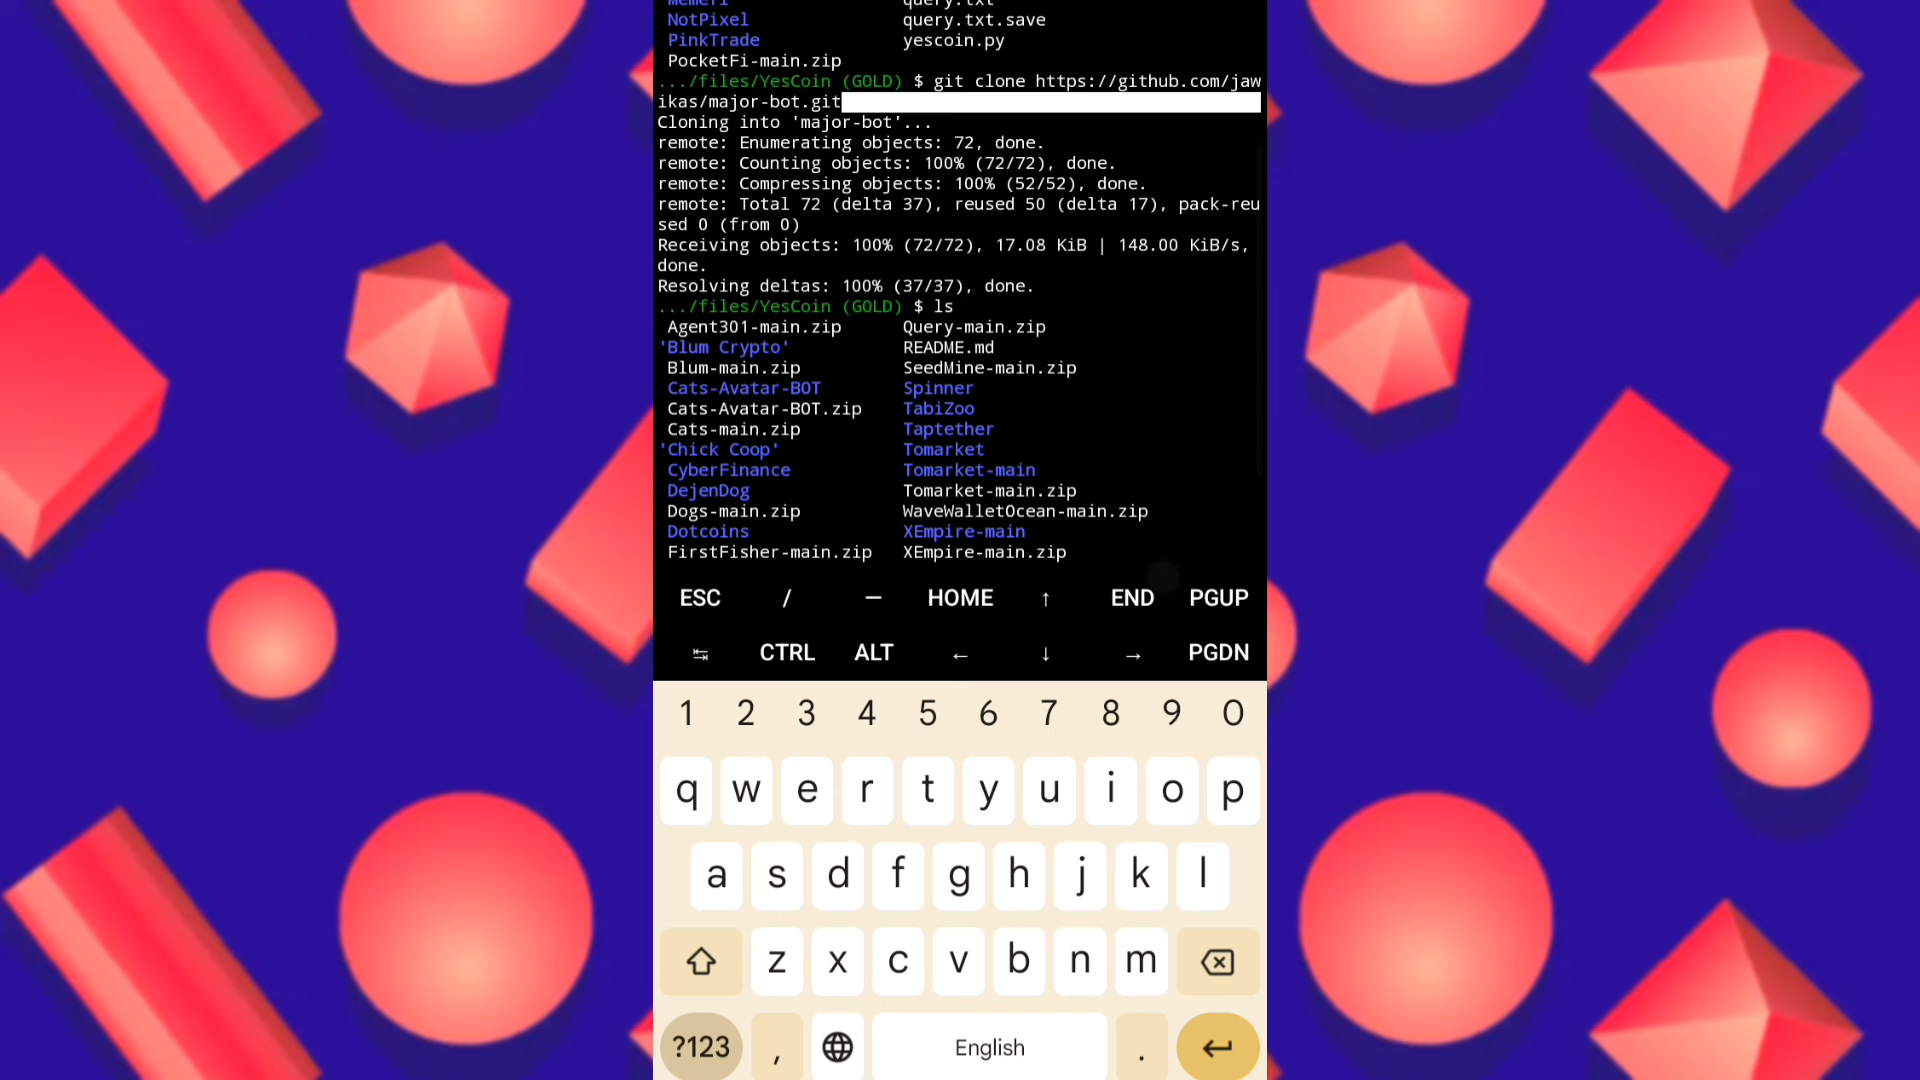 Memefi query.txt
NotPixel query.txt.save
PinkTrade yescoin.py
PocketFi-main.zip
.../files/YesCoin (GOLD) $ git clone https://github.com/jaw
ikas/major-bot.git
Cloning into 'major-bot'...
remote: Enumerating objects: 72, done.
remote: Counting objects: 100% (72/72), done.
remote: Compressing objects: 100% (52/52), done.
remote: Total 72 (delta 37), reused 50 (delta 17), pack-reu
sed 0 (from 0)
Receiving objects: 100% (72/72), 17.08 KiB | 148.00 KiB/s,
done.
Resolving deltas: 100% (37/37), done.
.../files/YesCoin (GOLD) $ ls
Agent301-main.zip Query-main.zip
'Blum Crypto' README.md
Blum-main.zip SeedMine-main.zip
Cats-Avatar-BOT Spinner
Cats-Avatar-BOT.zip TabiZoo
Cats-main.zip Taptether
'Chick Coop' Tomarket
CyberFinance Tomarket-main
DejenDog Tomarket-main.zip
Dogs-main.zip WaveWalletOcean-main.zip
Dotcoins XEmpire-main
FirstFisher-main.zip XEmpire-main.zip
ESC / — HOME ↑ END PGUP
↹ CTRL ALT ← ↓ → PGDN
1 2 3 4 5 6 7 8 9 0
q w e r t y u i o p
a s d f g h j k l
z x c v b n m
?123 , English .